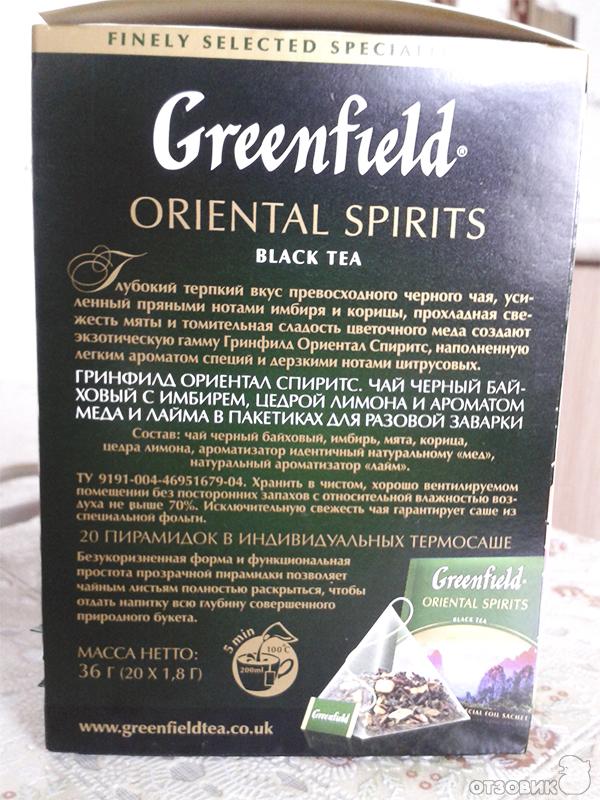 FINELY SELECTED
Greenfield®
ORIENTAL SPIRITS
BLACK TEA
Глубокий терпкий вкус превосходного черного чая, уси-
ленный пряными нотами имбиря и корицы, прохладная све-
жесть мяты и томительная сладость цветочного меда создают
экзотическую гамму Гринфилд Ориентал Спиритс, наполненную
легким ароматом специй и дерзкими нотами цитрусовых.
ГРИНФИЛД ОРИЕНТАЛ СПИРИТС. ЧАЙ ЧЕРНЫЙ БАЙ-
ХОВЫЙ С ИМБИРЕМ, ЦЕДРОЙ ЛИМОНА И АРОМАТОМ
МЕДА И ЛАЙМА В ПАКЕТИКАХ ДЛЯ РАЗОВОЙ ЗАВАРКИ
Состав: чай черный байховый, имбирь, мята, корица,
цедра лимона, ароматизатор идентичный натуральному «мед»,
натуральный ароматизатор «лайм».
ТУ 9191-004-46951679-04. Хранить в чистом, хорошо вентилируемом
помещении без посторонних запахов с относительной влажностью воз-
духа не выше 70%. Исключительную свежесть чая гарантирует саше из
специальной фольги.
20 ПИРАМИДОК В ИНДИВИДУАЛЬНЫХ ТЕРМОСАШЕ
Безукоризненная форма и функциональная
простота прозрачной пирамидки позволяет
чайным листьям полностью раскрыться, чтобы
отдать напитку всю глубину совершенного
природного букета.
Greenfield®
ORIENTAL SPIRITS
BLACK TEA
5 min
100°C
200ml
МАССА НЕТТО:
36 Г (20 X 1,8 Г)
Greenfield
FOIL SACHET
www.greenfieldtea.co.uk
ОТЗОВИК